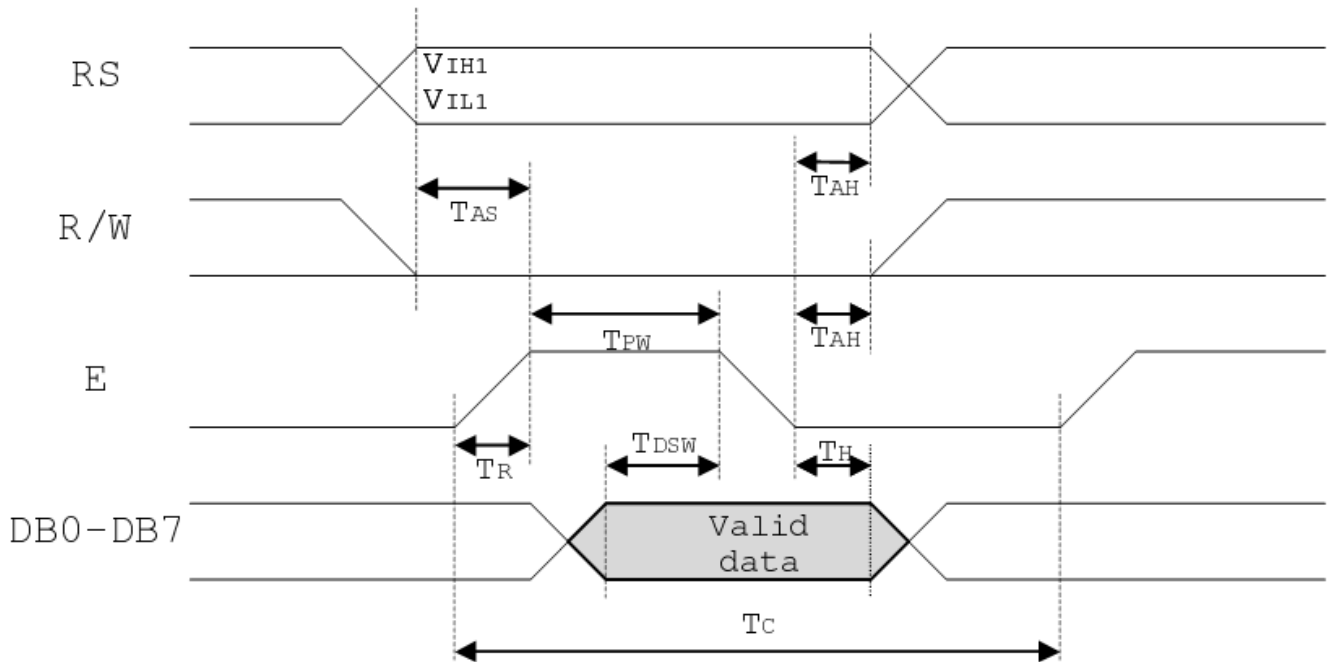 RS
VIH1
VIL1
TAS
TAH
R/W
TPW
TAH
E
TR
TDSW
TH
DB0-DB7
Valid
data
TC